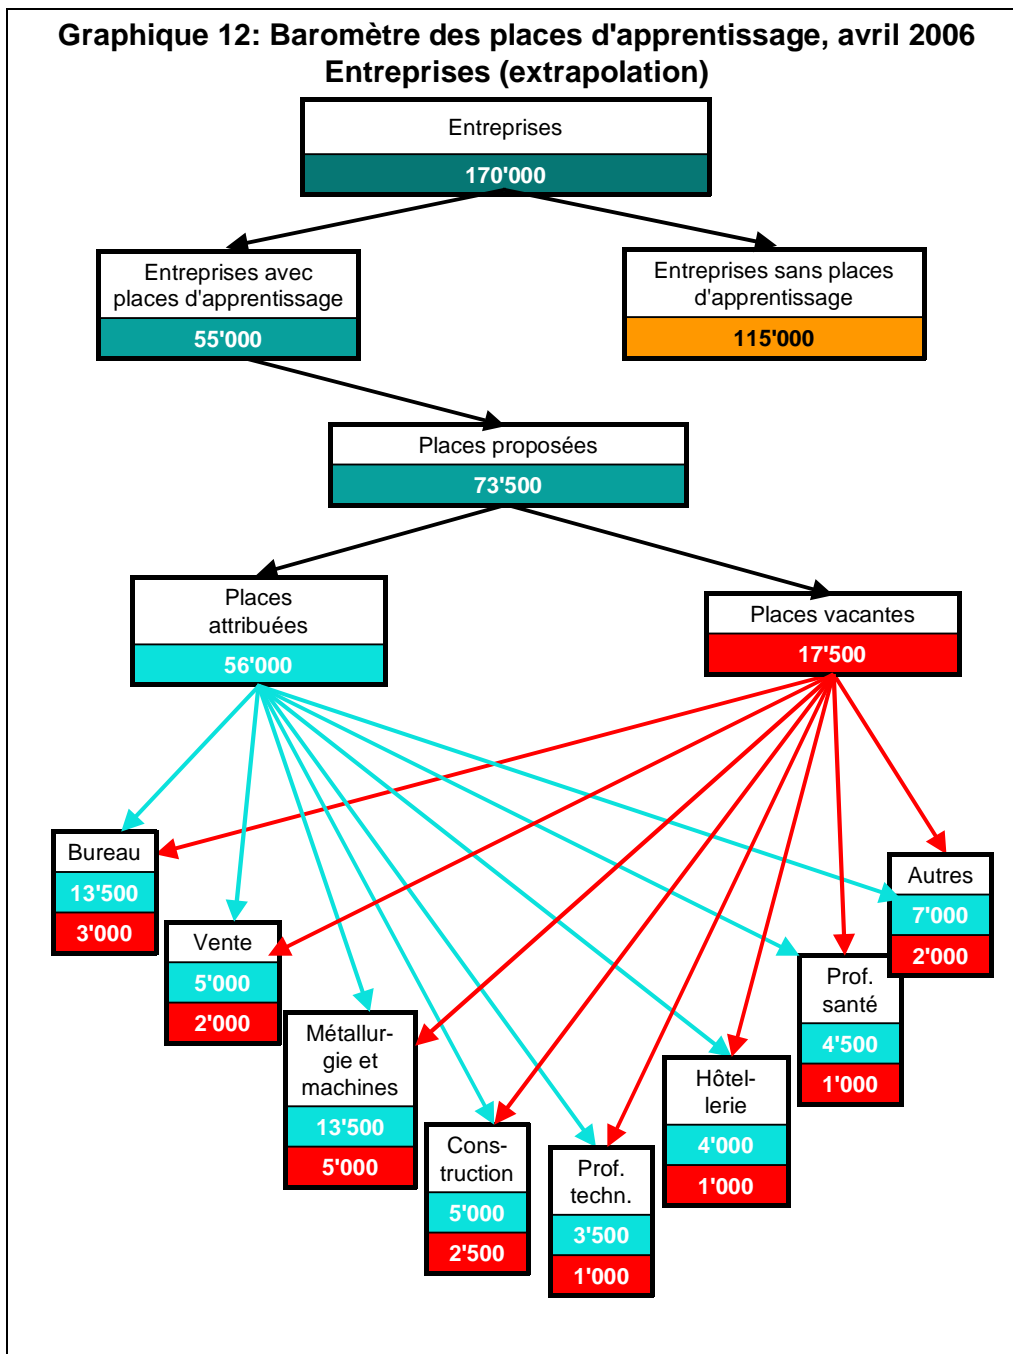 Graphique 12: Baromètre des places d'apprentissage, avril 2006
Entreprises (extrapolation)
Entreprises
170'000
Entreprises avec
places d'apprentissage
55'000
Entreprises sans places
d'apprentissage
115'000
Places proposées
73'500
Places
attribuées
56'000
Places vacantes
17'500
Bureau
13'500
3'000
Vente
5'000
2'000
Métallur-
gie et
machines
13'500
5'000
Cons-
truction
5'000
2'500
Prof.
techn.
3'500
1'000
Hôtel-
lerie
4'000
1'000
Prof.
santé
4'500
1'000
Autres
7'000
2'000